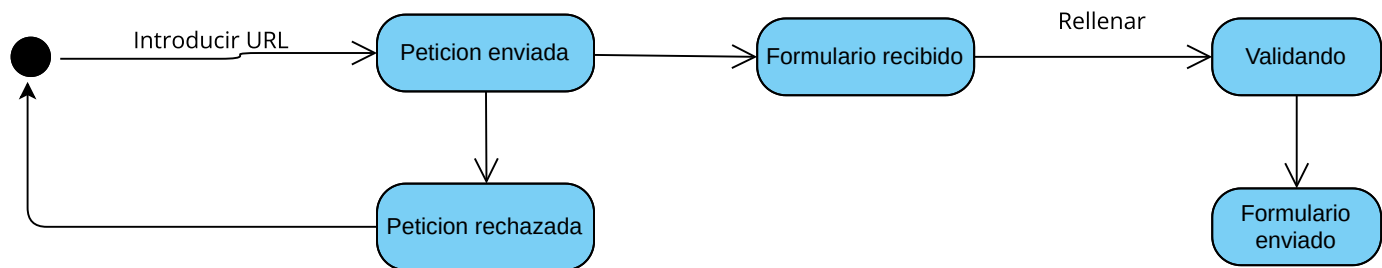 Introducir URL
Peticion enviada
Formulario recibido
Rellenar
Validando
Peticion rechazada
Formulario
enviado